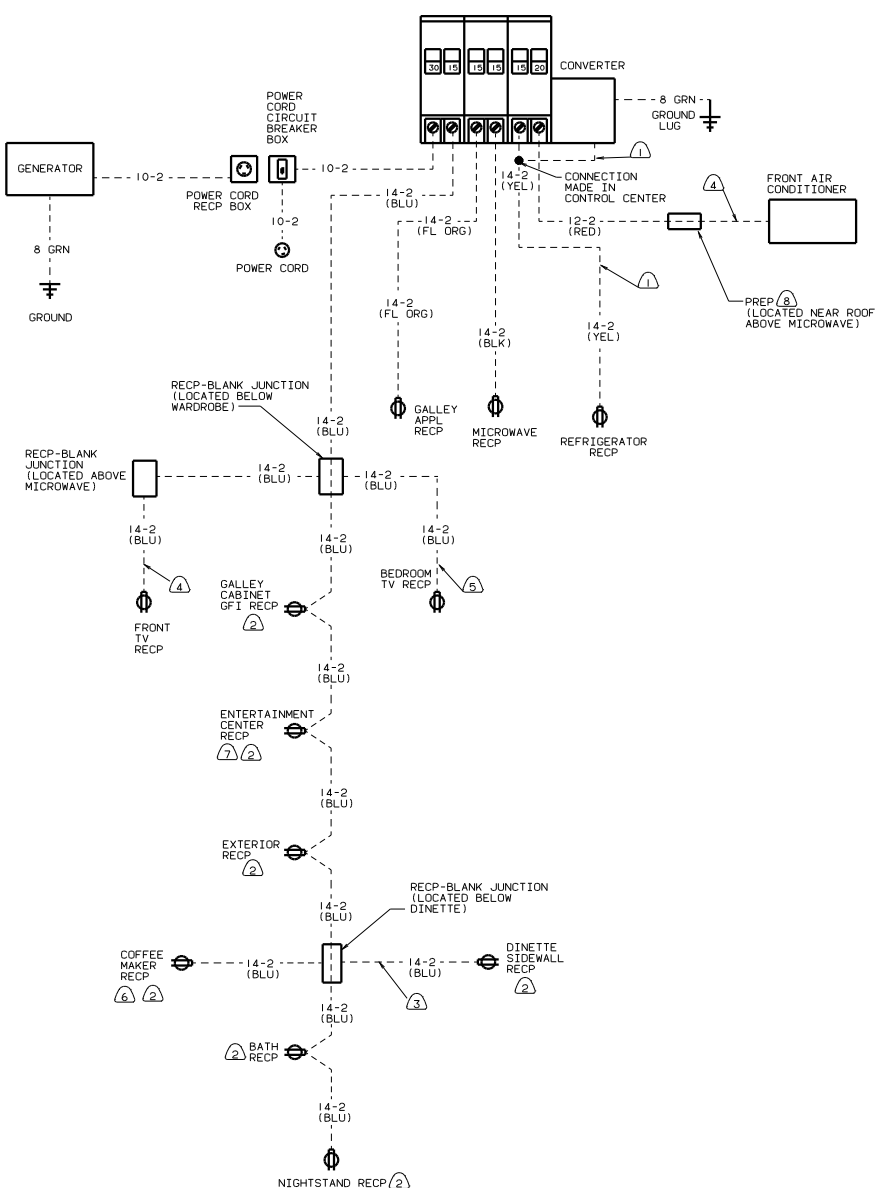 30 15 15 15 15 20
CONVERTER
8 GRN
GROUND
LUG
POWER
CORD
CIRCUIT
BREAKER
BOX
GENERATOR
10-2
POWER CORD
RECP BOX
10-2
10-2
POWER CORD
8 GRN
GROUND
14-2
(BLU)
14-2
(FL ORG)
14-2
(YEL)
1
CONNECTION
MADE IN
CONTROL CENTER
12-2
(RED)
4
FRONT AIR
CONDITIONER
1
PREP 8
(LOCATED NEAR ROOF
ABOVE MICROWAVE)
14-2
(FL ORG)
14-2
(BLK)
14-2
(YEL)
GALLEY
APPL
RECP
MICROWAVE
RECP
REFRIGERATOR
RECP
RECP-BLANK JUNCTION
(LOCATED BELOW
WARDROBE)
14-2
(BLU)
RECP-BLANK
JUNCTION
(LOCATED ABOVE
MICROWAVE)
14-2
(BLU)
14-2
(BLU)
14-2
(BLU)
4
FRONT
TV
RECP
14-2
(BLU)
14-2
(BLU)
BEDROOM
TV RECP
5
GALLEY
CABINET
GFI RECP
2
14-2
(BLU)
ENTERTAINMENT
CENTER
RECP
7 2
14-2
(BLU)
EXTERIOR
RECP
2
14-2
(BLU)
RECP-BLANK JUNCTION
(LOCATED BELOW
DINETTE)
COFFEE
MAKER
RECP
6 2
14-2
(BLU)
14-2
(BLU)
3
DINETTE
SIDEWALL
RECP
2
14-2
(BLU)
2 BATH
RECP
14-2
(BLU)
NIGHTSTAND RECP 2